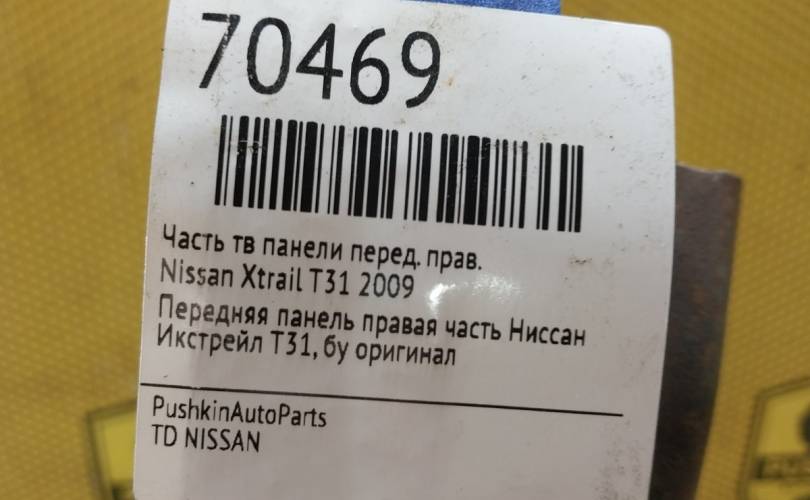 70469
Часть тв панели перед. прав.
Nissan Xtrail T31 2009
Передняя панель правая часть Ниссан
Икстрейл Т31, бу оригинал
PushkinAutoParts
TD NISSAN